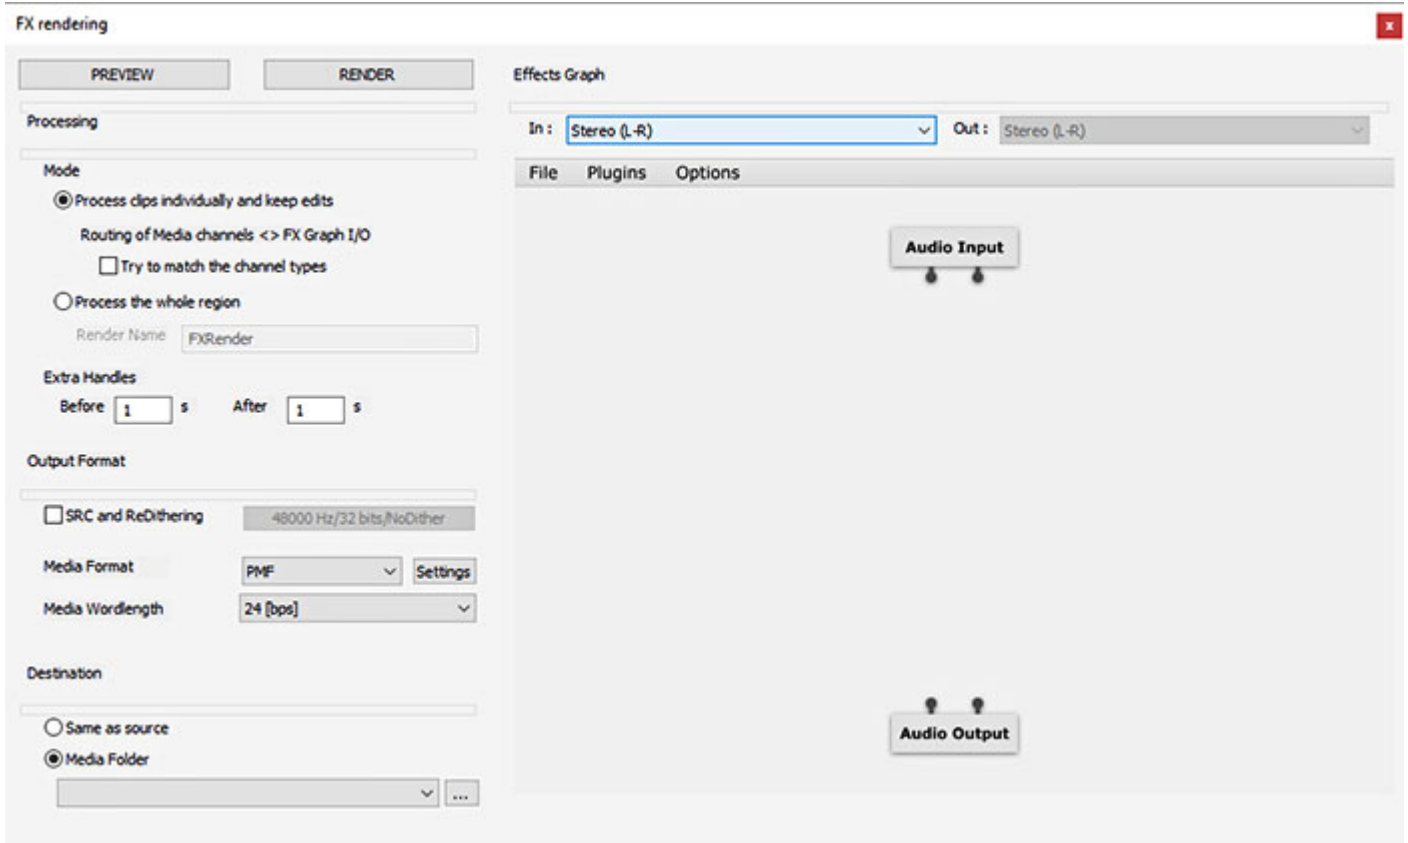 FX rendering
x
PREVIEW
RENDER
Processing
Mode
Process clips individually and keep edits
Routing of Media channels <> FX Graph I/O
Try to match the channel types
Process the whole region
Render Name FXRender
Extra Handles
Before 1 s After 1 s
Output Format
SRC and ReDithering 48000 Hz/32 bits/NoDither
Media Format PMF Settings
Media Wordlength 24 [bps]
Destination
Same as source
Media Folder
...
Effects Graph
In : Stereo (L-R) Out : Stereo (L-R)
File Plugins Options
Audio Input
Audio Output